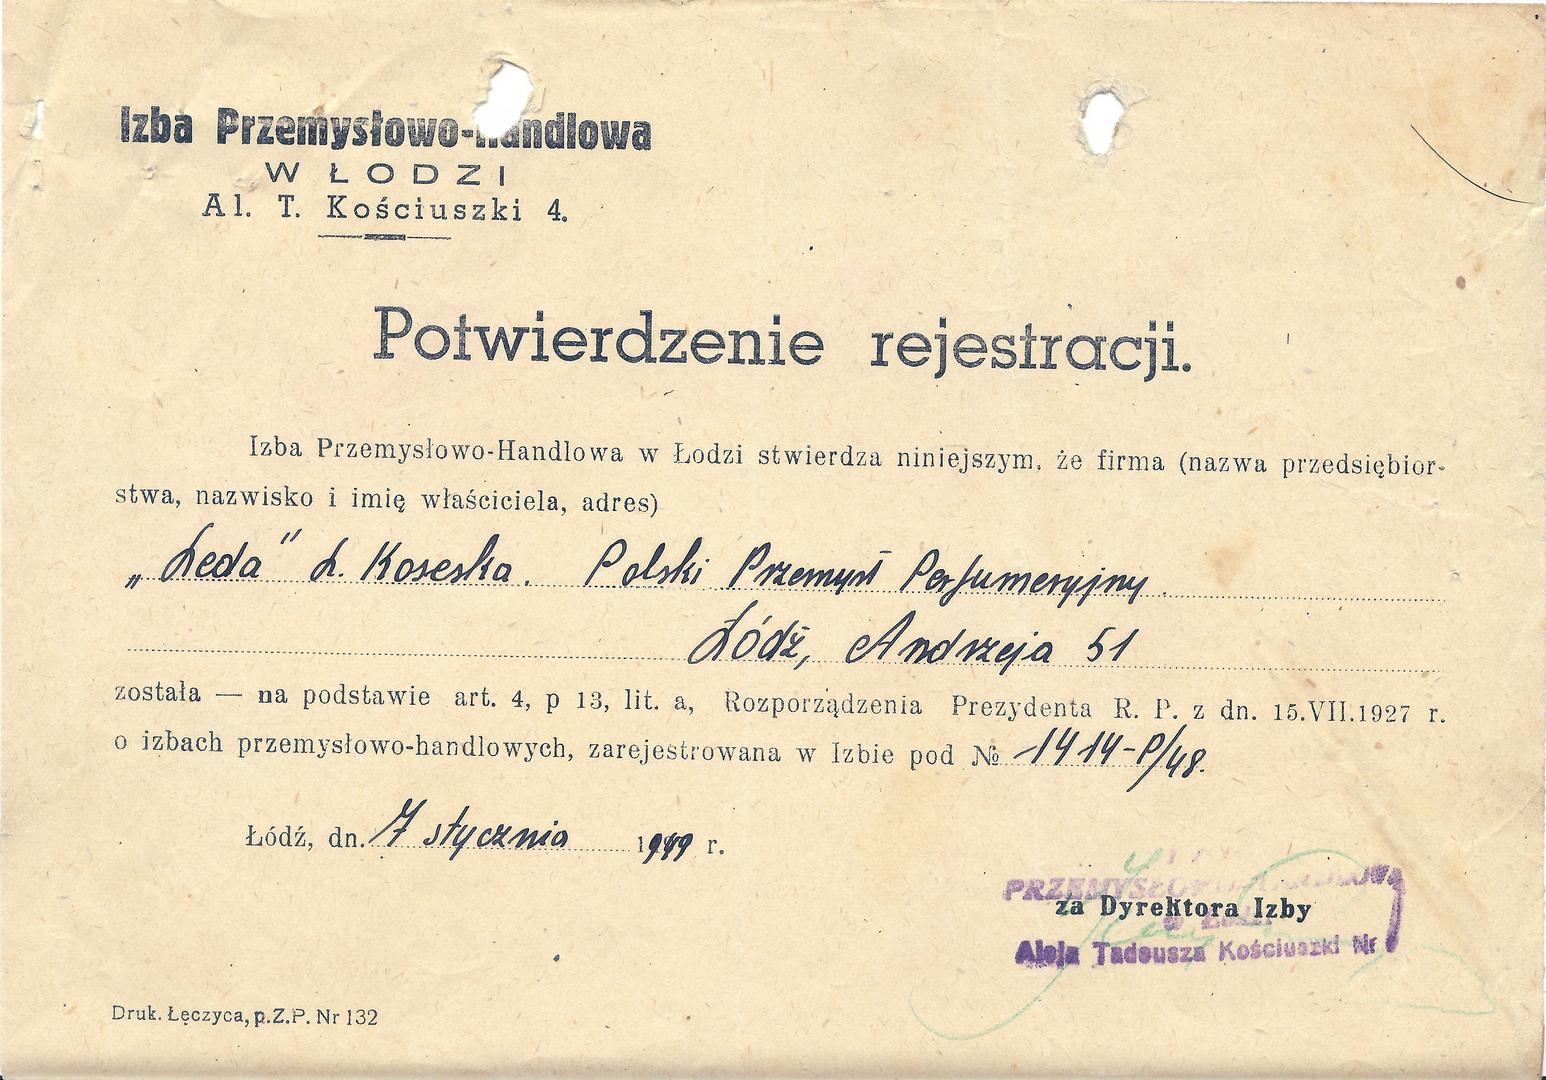 Izba Przemysłowo-Handlowa
W ŁODZI
Al. T. Kościuszki 4.
Potwierdzenie rejestracji.
Izba Przemysłowo-Handlowa w Łodzi stwierdza niniejszym, że firma (nazwa przedsiębior-
stwa, nazwisko i imię właściciela, adres)
„Leda" L. Koseska. Polski Przemysł Perfumeryjny.
Łódź, Andrzeja 51
została — na podstawie art. 4, p 13, lit. a, Rozporządzenia Prezydenta R. P. z dn. 15.VII.1927 r.
o izbach przemysłowo-handlowych, zarejestrowana w Izbie pod № 1414-P/48.
Łódź, dn. 7 stycznia 1949 r.
PRZEMYSŁOWO-HANDLOWA
za Dyrektora Izby
w Łodzi
Aleja Tadeusza Kościuszki Nr
Druk. Łęczyca, p.Z.P. Nr 132